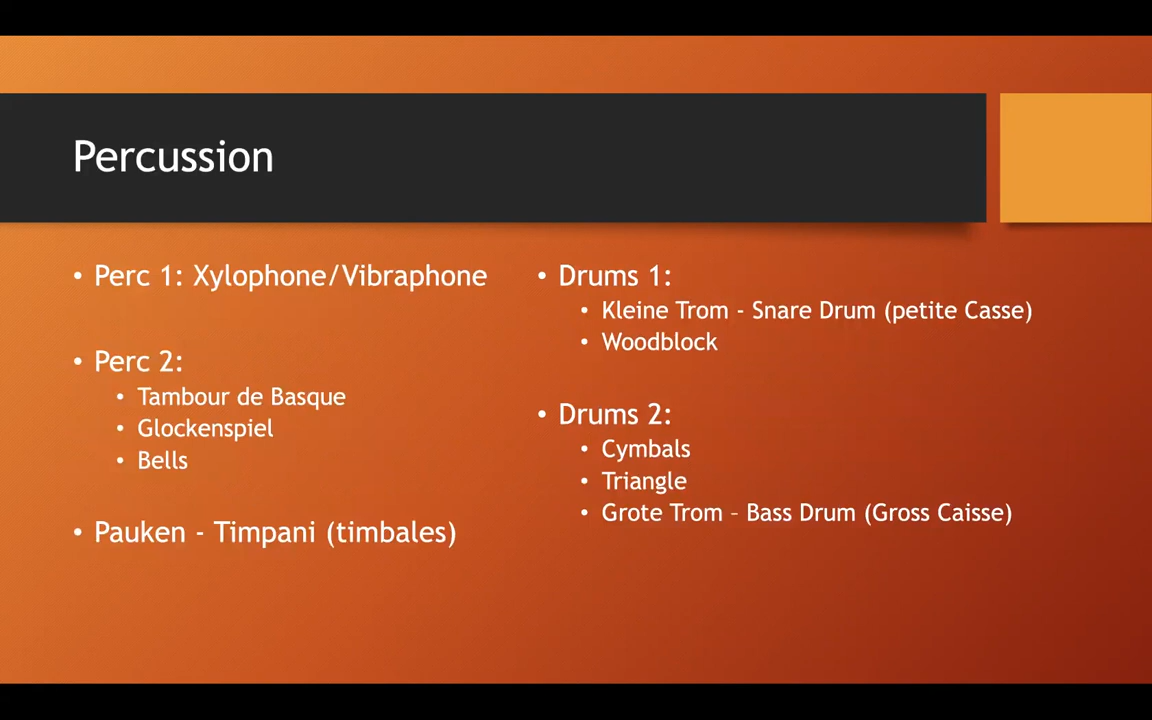 Percussion
• Perc 1: Xylophone/Vibraphone
• Perc 2:
• Tambour de Basque
• Glockenspiel
• Bells
• Pauken - Timpani (timbales)
• Drums 1:
• Kleine Trom - Snare Drum (petite Casse)
• Woodblock
• Drums 2:
• Cymbals
• Triangle
• Grote Trom – Bass Drum (Gross Caisse)